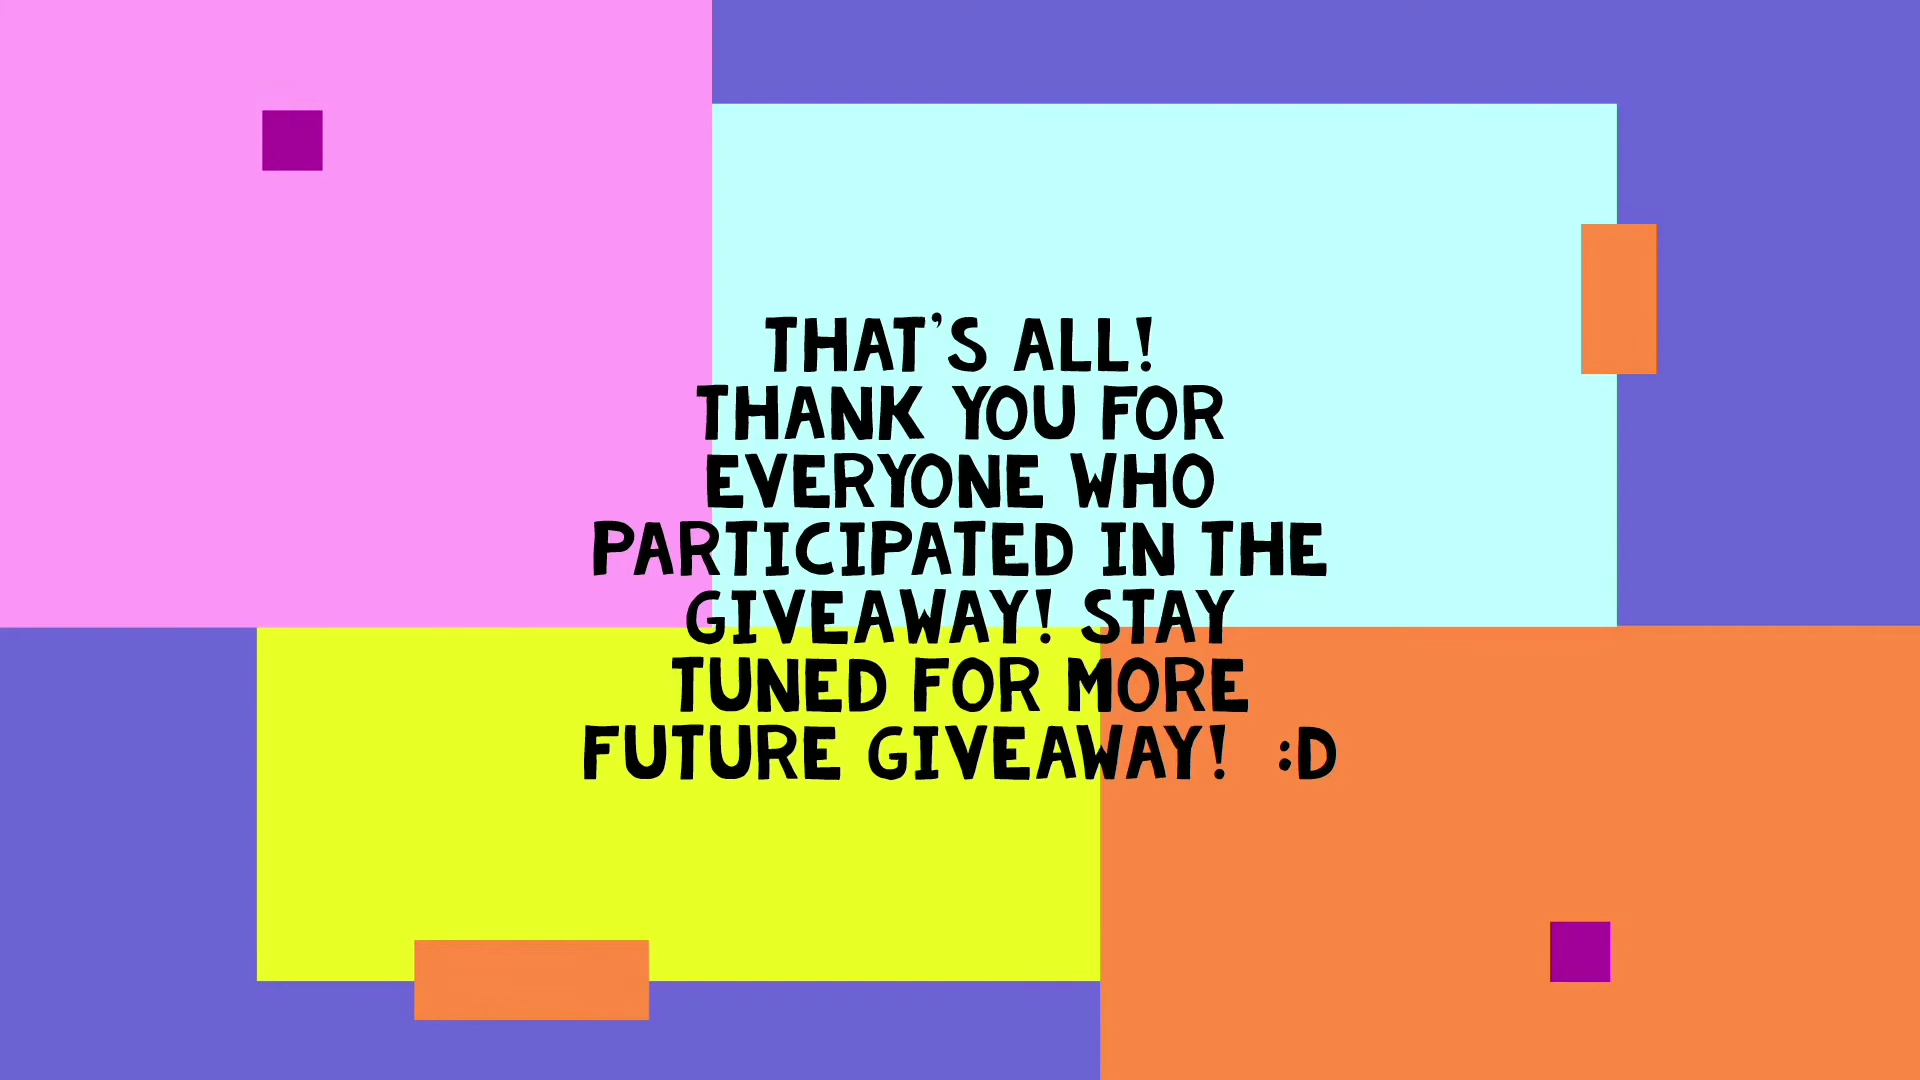 THAT'S ALL!
THANK YOU FOR
EVERYONE WHO
PARTICIPATED IN THE
GIVEAWAY! STAY
TUNED FOR MORE
FUTURE GIVEAWAY!  :D